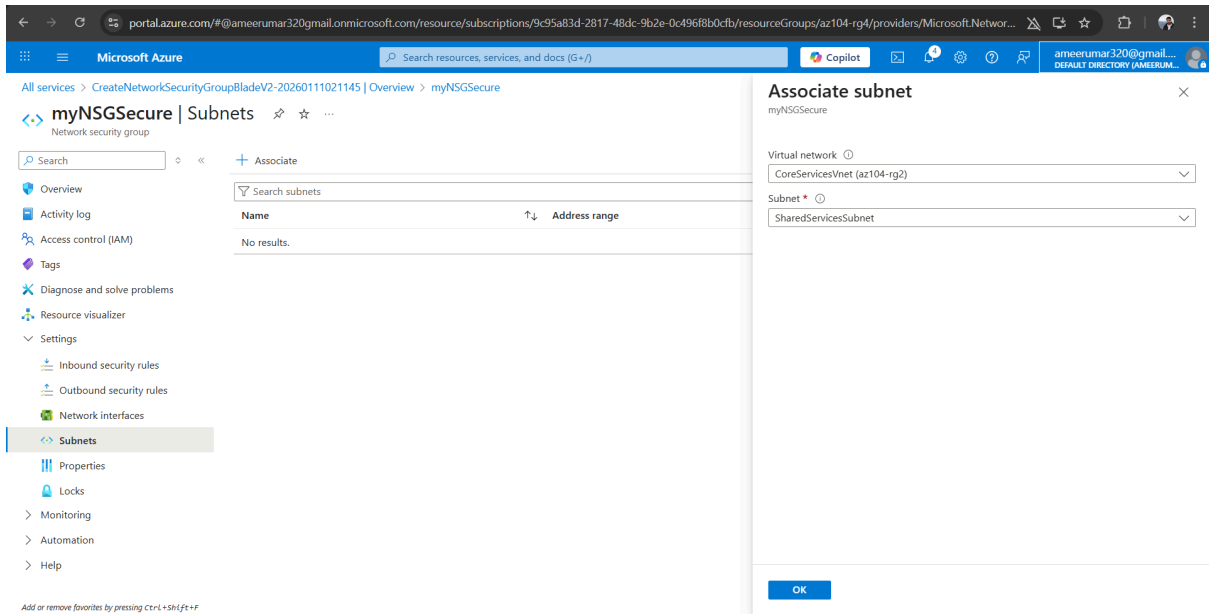 portal.azure.com/#@ameerumar320gmail.onmicrosoft.com/resource/subscriptions/9c95a83d-2817-48dc-9b2e-0c496f8b0cfb/resourceGroups/az104-rg4/providers/Microsoft.Networ...
Microsoft Azure
Search resources, services, and docs (G+/)
Copilot
4
ameerumar320@gmail....
DEFAULT DIRECTORY (AMEERUM...
All services > CreateNetworkSecurityGroupBladeV2-20260111021145 | Overview > myNSGSecure
myNSGSecure | Subnets
Network security group
Search
Overview
Activity log
Access control (IAM)
Tags
Diagnose and solve problems
Resource visualizer
Settings
Inbound security rules
Outbound security rules
Network interfaces
Subnets
Properties
Locks
Monitoring
Automation
Help
Add or remove favorites by pressing Ctrl+Shift+F
Associate
Search subnets
Name Address range
No results.
Associate subnet
myNSGSecure
Virtual network
CoreServicesVnet (az104-rg2)
Subnet *
SharedServicesSubnet
OK